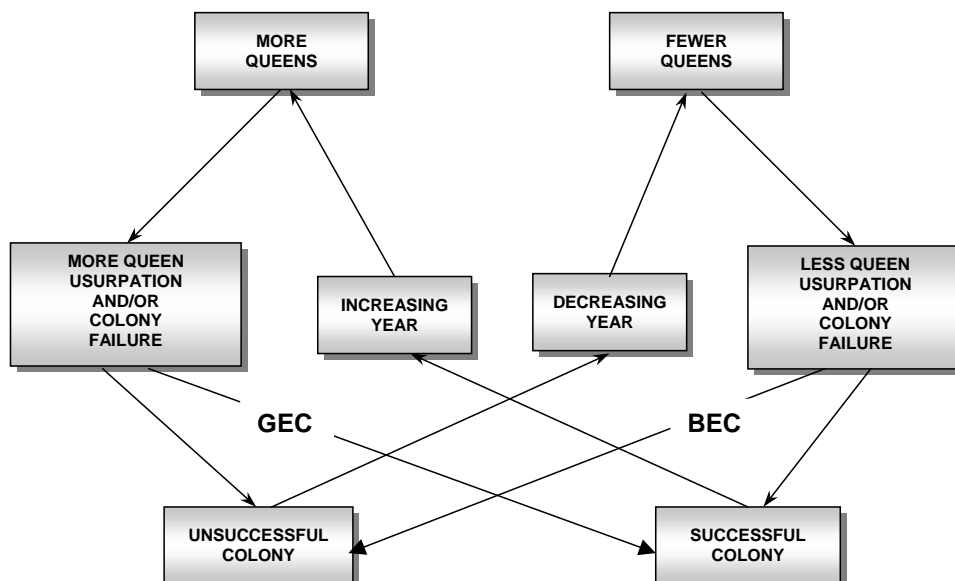 MORE
QUEENS
FEWER
QUEENS
MORE QUEEN
USURPATION
AND/OR
COLONY
FAILURE
INCREASING
YEAR
DECREASING
YEAR
LESS QUEEN
USURPATION
AND/OR
COLONY
FAILURE
GEC
BEC
UNSUCCESSFUL
COLONY
SUCCESSFUL
COLONY